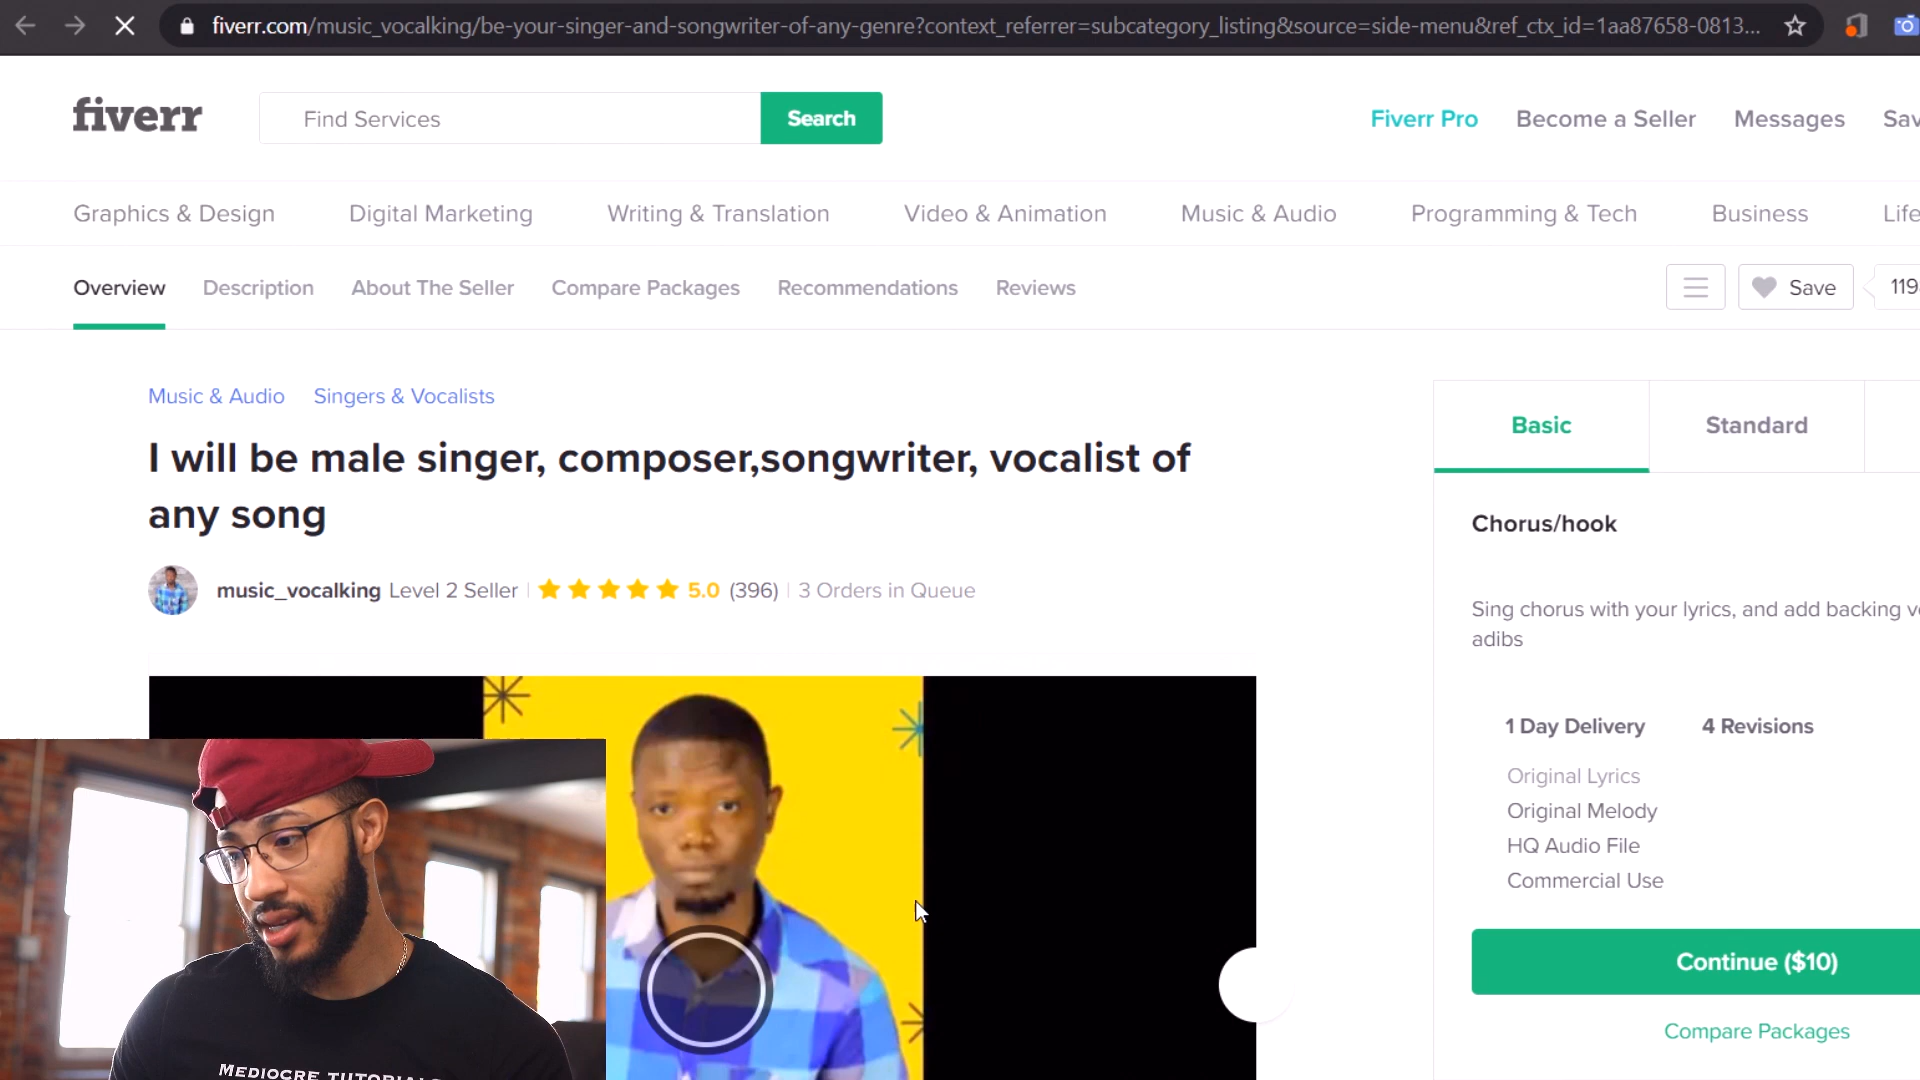 fiverr.com/music_vocalking/be-your-singer-and-songwriter-of-any-genre?context_referrer=subcategory_listing&source=side-menu&ref_ctx_id=1aa87658-0813...
fiverr
Find Services
Search
Fiverr Pro
Become a Seller
Messages
Sav
Graphics & Design
Digital Marketing
Writing & Translation
Video & Animation
Music & Audio
Programming & Tech
Business
Life
Overview
Description
About The Seller
Compare Packages
Recommendations
Reviews
Save
119
Music & Audio
Singers & Vocalists
I will be male singer, composer,songwriter, vocalist of
any song
music_vocalking Level 2 Seller 5.0 (396) 3 Orders in Queue
Basic
Standard
Chorus/hook
Sing chorus with your lyrics, and add backing v
adibs
1 Day Delivery
4 Revisions
Original Lyrics
Original Melody
HQ Audio File
Commercial Use
Continue ($10)
Compare Packages
MEDIOCRE TUTORIALS